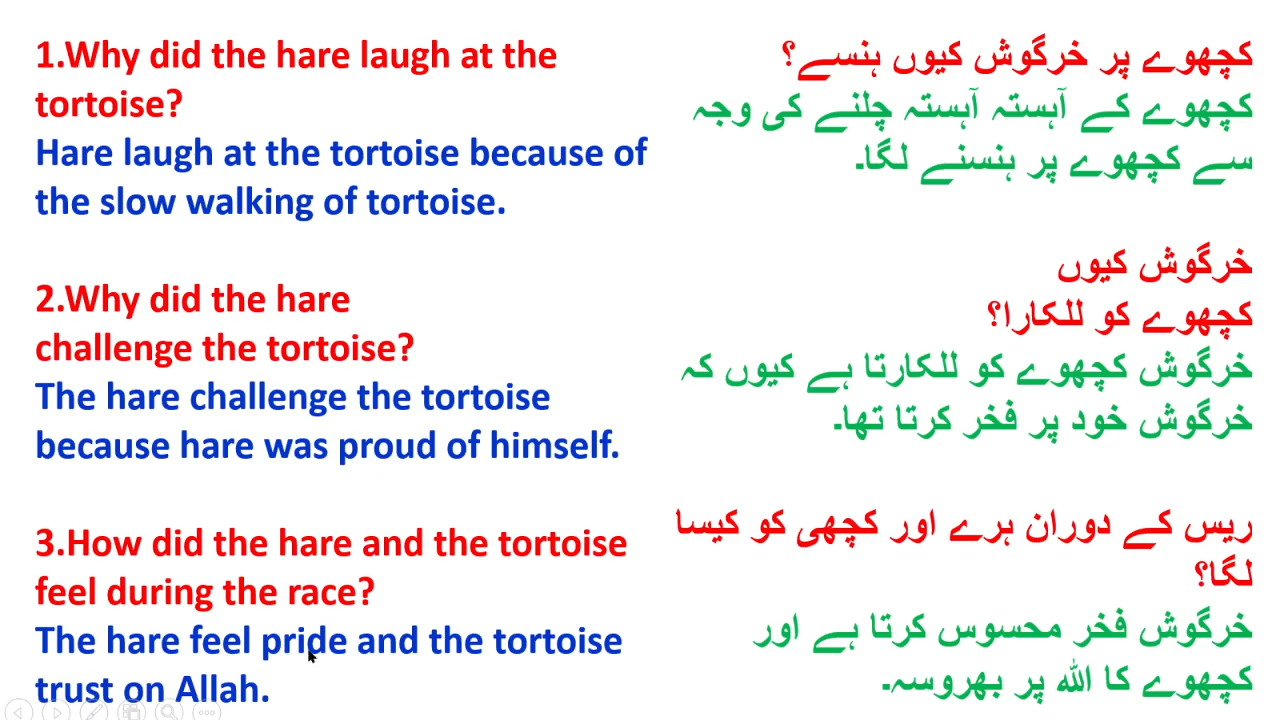 1.Why did the hare laugh at the
tortoise?
Hare laugh at the tortoise because of
the slow walking of tortoise.
2.Why did the hare
challenge the tortoise?
The hare challenge the tortoise
because hare was proud of himself.
3.How did the hare and the tortoise
feel during the race?
The hare feel pride and the tortoise
trust on Allah.
کچھوے پر خرگوش کیوں ہنسے؟
کچھوے کے آہستہ آہستہ چلنے کی وجہ
سے کچھوے پر ہنسنے لگا۔
خرگوش کیوں
کچھوے کو للکارا؟
خرگوش کچھوے کو للکارتا ہے کیوں کہ
خرگوش خود پر فخر کرتا تھا۔
ریس کے دوران ہرے اور کچھی کو کیسا
لگا؟
خرگوش فخر محسوس کرتا ہے اور
کچھوے کا اللہ پر بھروسہ۔